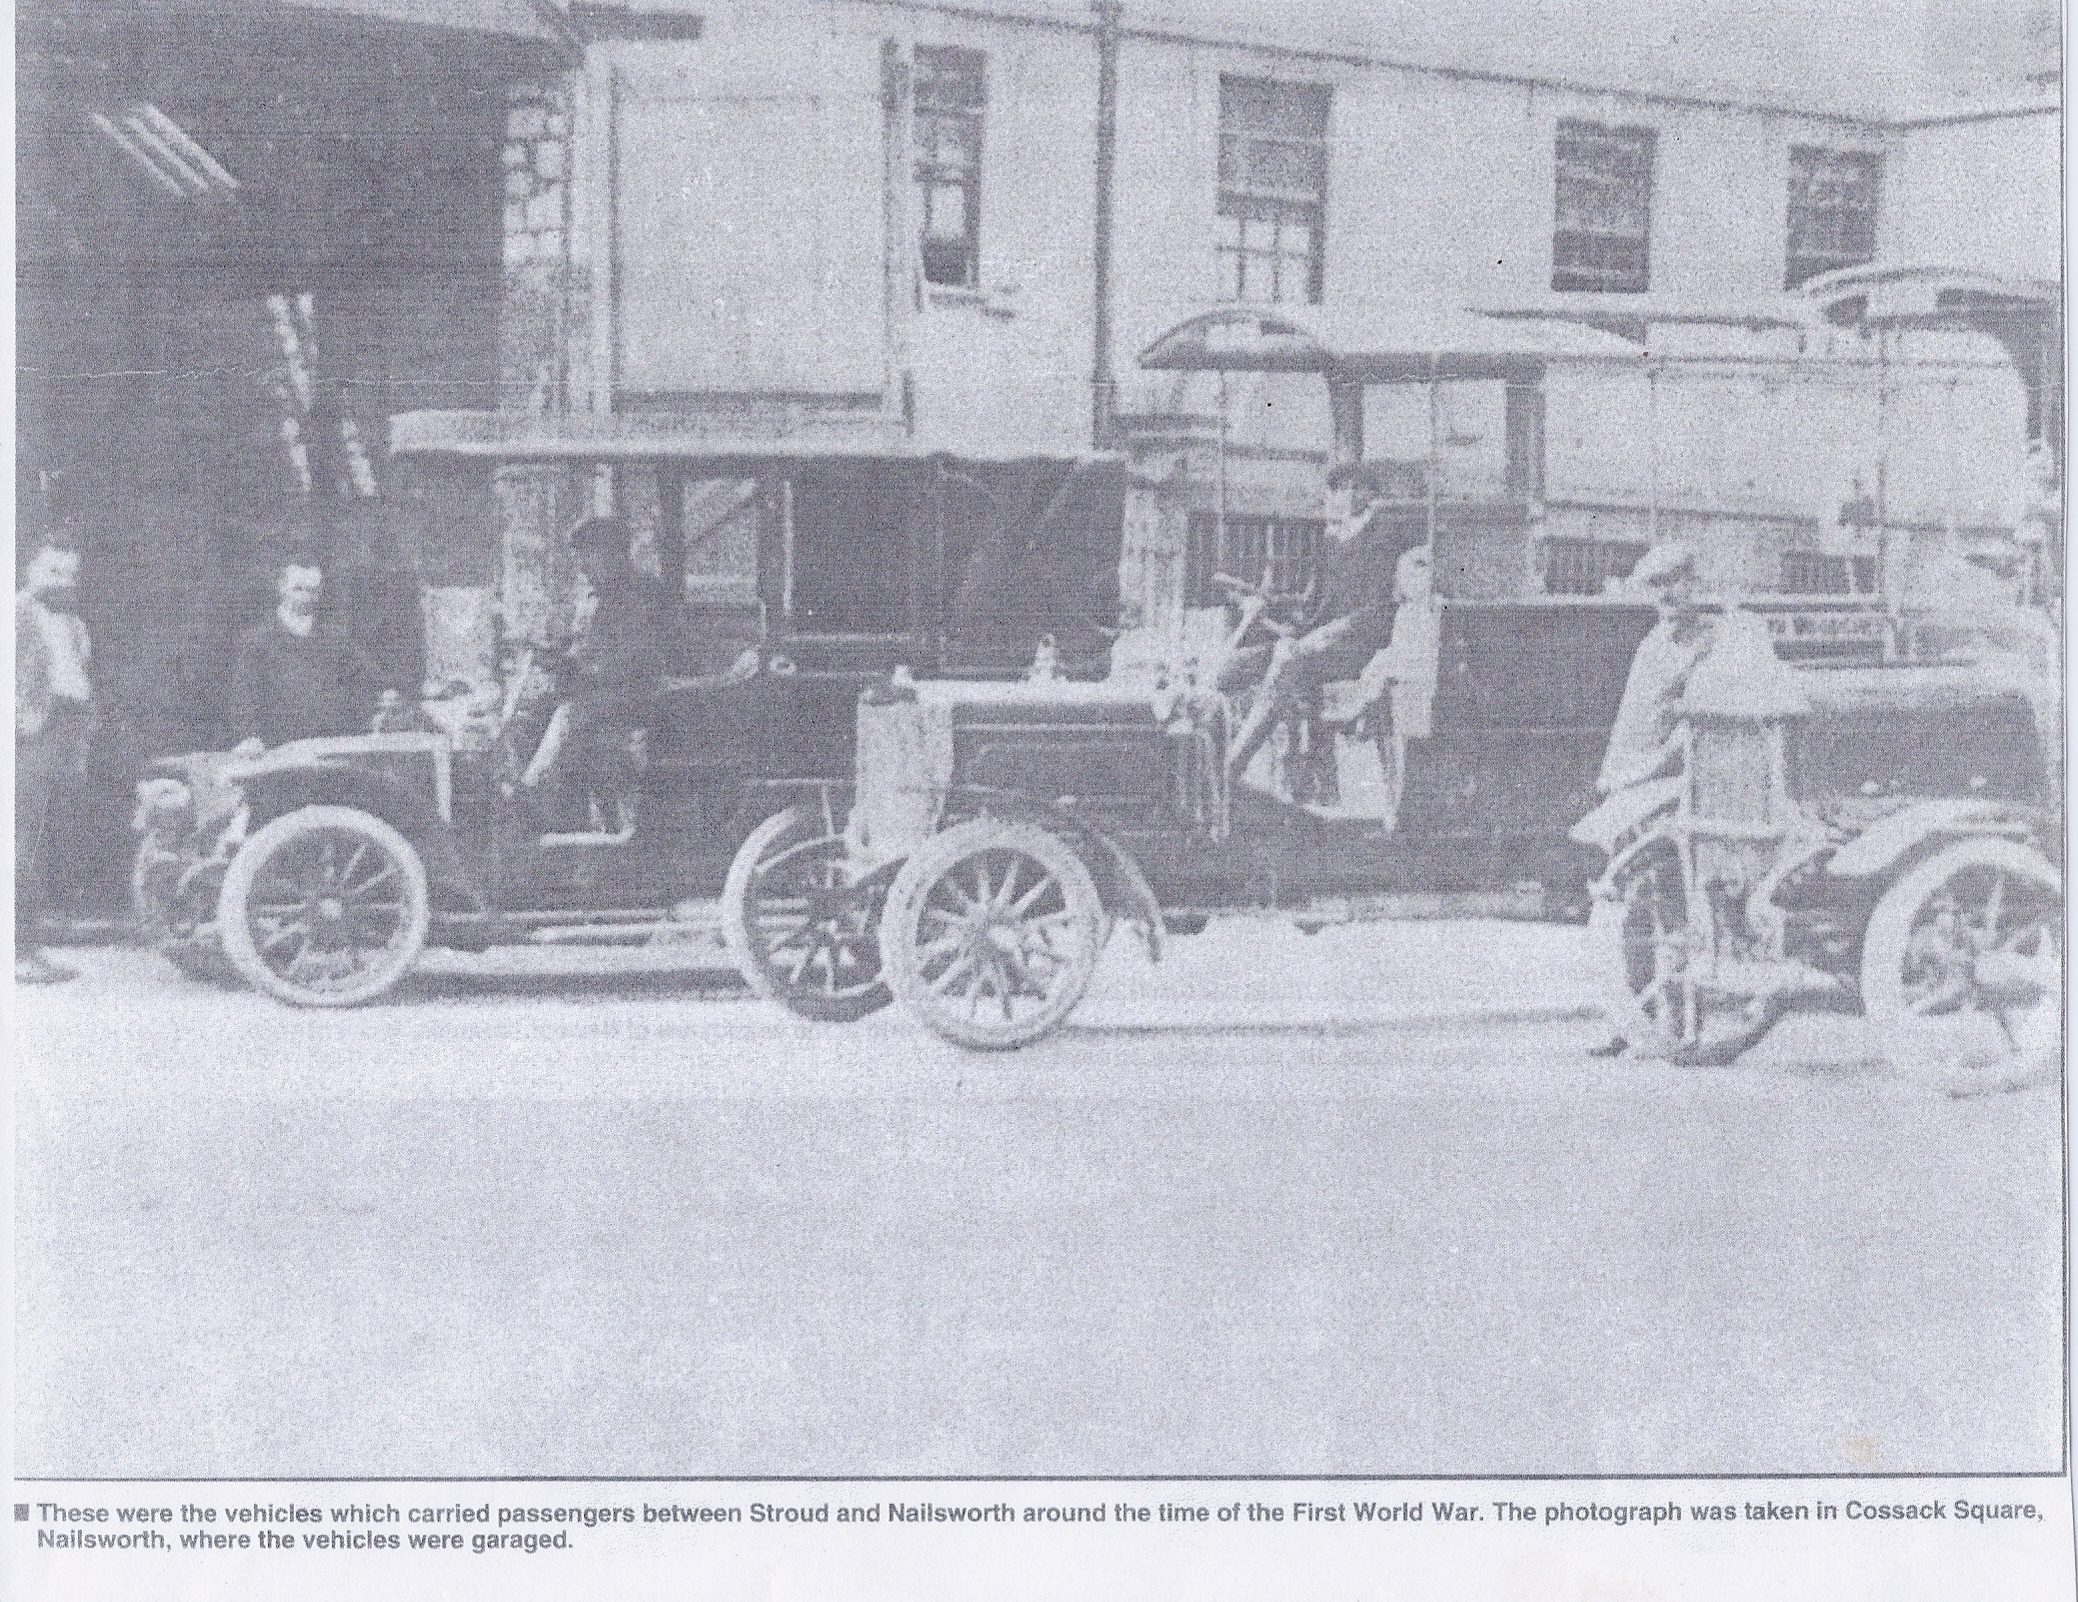 ■ These were the vehicles which carried passengers between Stroud and Nailsworth around the time of the First World War. The photograph was taken in Cossack Square,
Nailsworth, where the vehicles were garaged.